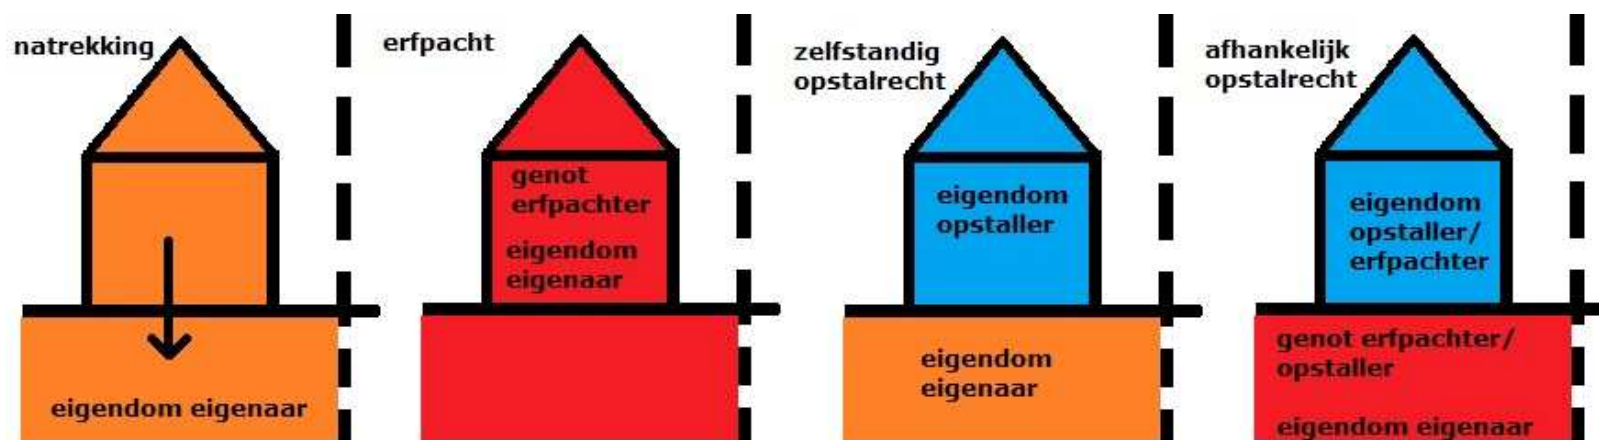 natrekking
eigendom eigenaar
erfpacht
genot
erfpachter
eigendom
eigenaar
zelfstandig
opstalrecht
eigendom
opstaller
eigendom
eigenaar
afhankelijk
opstalrecht
eigendom
opstaller/
erfpachter
genot erfpachter/
opstaller
eigendom eigenaar